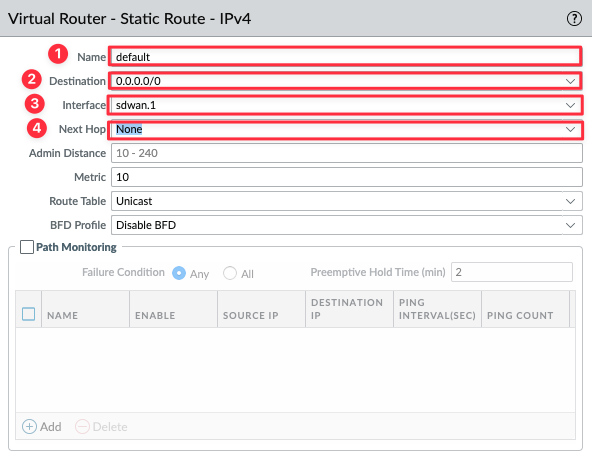 Virtual Router - Static Route - IPv4 ?
1 Name default
2 Destination 0.0.0.0/0
3 Interface sdwan.1
4 Next Hop None
Admin Distance 10 - 240
Metric 10
Route Table Unicast
BFD Profile Disable BFD
Path Monitoring
Failure Condition Any All Preemptive Hold Time (min) 2
NAME ENABLE SOURCE IP DESTINATION IP PING INTERVAL(SEC) PING COUNT
Add Delete